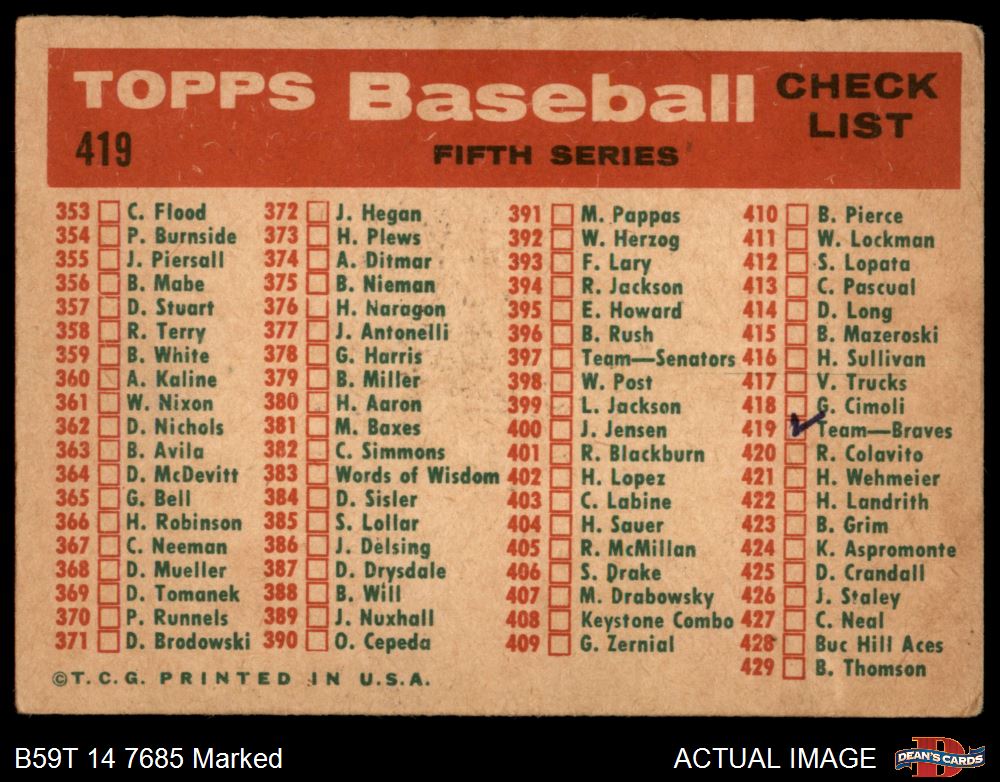 TOPPS Baseball CHECK LIST
419 FIFTH SERIES
353 C. Flood
354 P. Burnside
355 J. Piersall
356 B. Mabe
357 D. Stuart
358 R. Terry
359 B. White
360 A. Kaline
361 W. Nixon
362 D. Nichols
363 B. Avila
364 D. McDevitt
365 G. Bell
366 H. Robinson
367 C. Neeman
368 D. Mueller
369 D. Tomanek
370 P. Runnels
371 D. Brodowski
372 J. Hegan
373 H. Plews
374 A. Ditmar
375 B. Nieman
376 H. Naragon
377 J. Antonelli
378 G. Harris
379 B. Miller
380 H. Aaron
381 M. Baxes
382 C. Simmons
383 Words of Wisdom
384 D. Sisler
385 S. Lollar
386 J. Delsing
387 D. Drysdale
388 B. Will
389 J. Nuxhall
390 O. Cepeda
391 M. Pappas
392 W. Herzog
393 F. Lary
394 R. Jackson
395 E. Howard
396 B. Rush
397 Team—Senators
398 W. Post
399 L. Jackson
400 J. Jensen
401 R. Blackburn
402 H. Lopez
403 C. Labine
404 H. Sauer
405 R. McMillan
406 S. Drake
407 M. Drabowsky
408 Keystone Combo
409 G. Zernial
410 B. Pierce
411 W. Lockman
412 S. Lopata
413 C. Pascual
414 D. Long
415 B. Mazeroski
416 H. Sullivan
417 V. Trucks
418 G. Cimoli
419 Team—Braves
420 R. Colavito
421 H. Wehmeier
422 H. Landrith
423 B. Grim
424 K. Aspromonte
425 D. Crandall
426 J. Staley
427 C. Neal
428 Buc Hill Aces
429 B. Thomson
©T.C.G. PRINTED IN U.S.A.
B59T 14 7685 Marked
ACTUAL IMAGE
D
DEAN'S CARDS